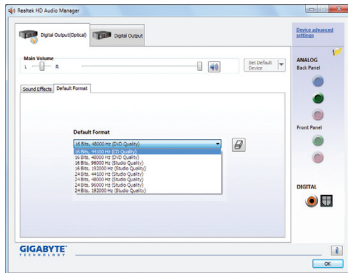 Realtek HD Audio Manager
Digital Output(Optical)
Digital Output
Device advanced
settings
Main Volume
L
R
Set Default
Device
ANALOG
Back Panel
Sound Effects
Default Format
Default Format
16 Bits, 48000 Hz (DVD Quality)
16 Bits, 44100 Hz (CD Quality)
16 Bits, 48000 Hz (DVD Quality)
16 Bits, 96000 Hz (Studio Quality)
16 Bits, 192000 Hz (Studio Quality)
24 Bits, 44100 Hz (Studio Quality)
24 Bits, 48000 Hz (Studio Quality)
24 Bits, 96000 Hz (Studio Quality)
24 Bits, 192000 Hz (Studio Quality)
Front Panel
DIGITAL
GIGABYTE
TECHNOLOGY
i
OK